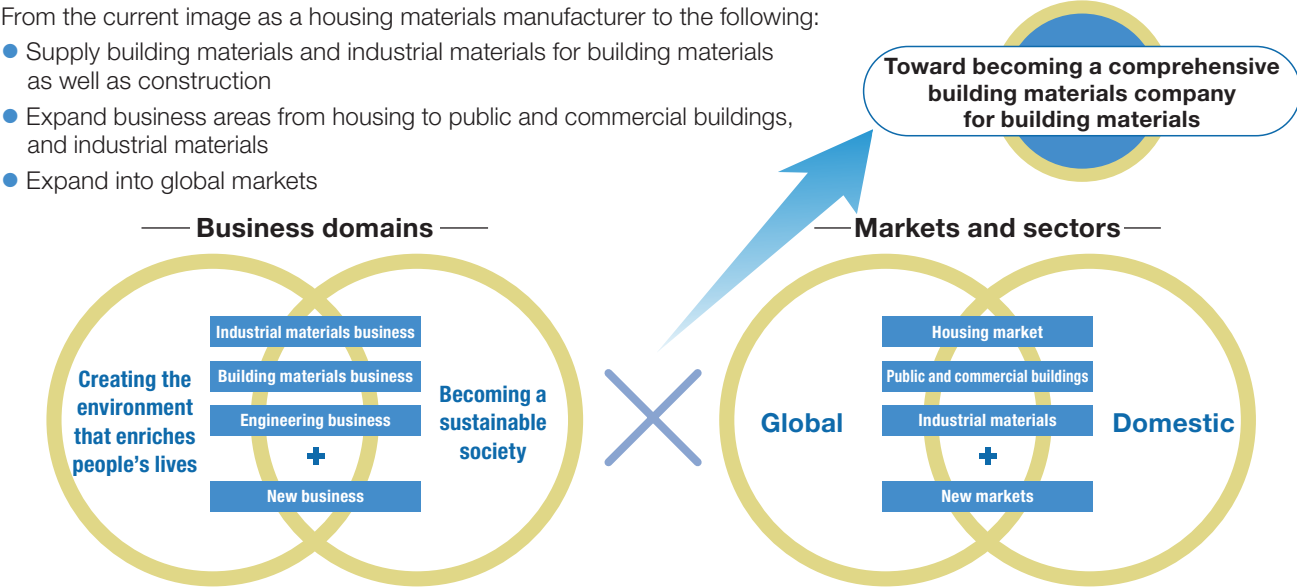 From the current image as a housing materials manufacturer to the following:
● Supply building materials and industrial materials for building materials
as well as construction
● Expand business areas from housing to public and commercial buildings,
and industrial materials
● Expand into global markets
Toward becoming a comprehensive
building materials company
for building materials
Business domains
Creating the
environment
that enriches
people's lives
Industrial materials business
Building materials business
Engineering business
+
New business
Becoming a
sustainable
society
Markets and sectors
Global
Housing market
Public and commercial buildings
Industrial materials
+
New markets
Domestic